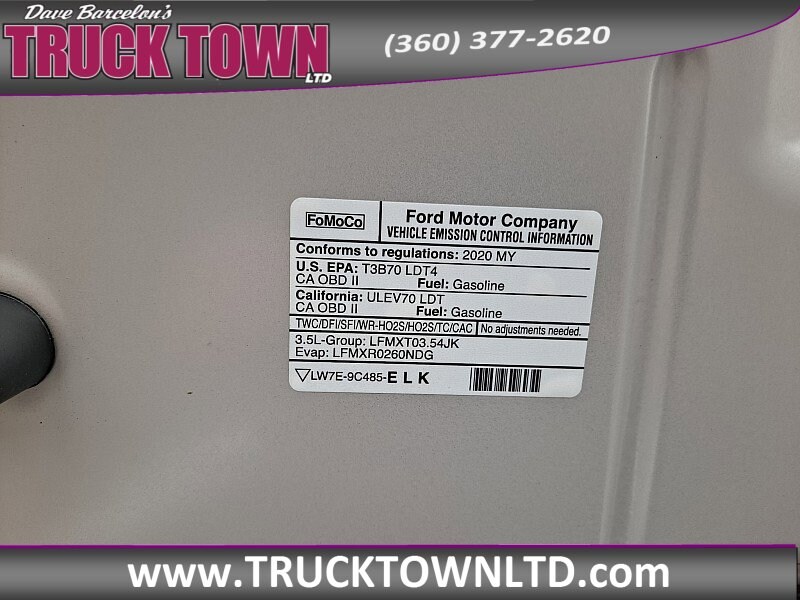 Dave Barcelon's
TRUCK TOWN
LTD
(360) 377-2620
FoMoCo
Ford Motor Company
VEHICLE EMISSION CONTROL INFORMATION
Conforms to regulations: 2020 MY
U.S. EPA: T3B70 LDT4
CA OBD II Fuel: Gasoline
California: ULEV70 LDT
CA OBD II Fuel: Gasoline
TWC/DFI/SFI/WR-HO2S/HO2S/TC/CAC No adjustments needed.
3.5L-Group: LFMXT03.54JK
Evap: LFMXR0260NDG
LW7E-9C485-E L K
www.TRUCKTOWNLTD.com